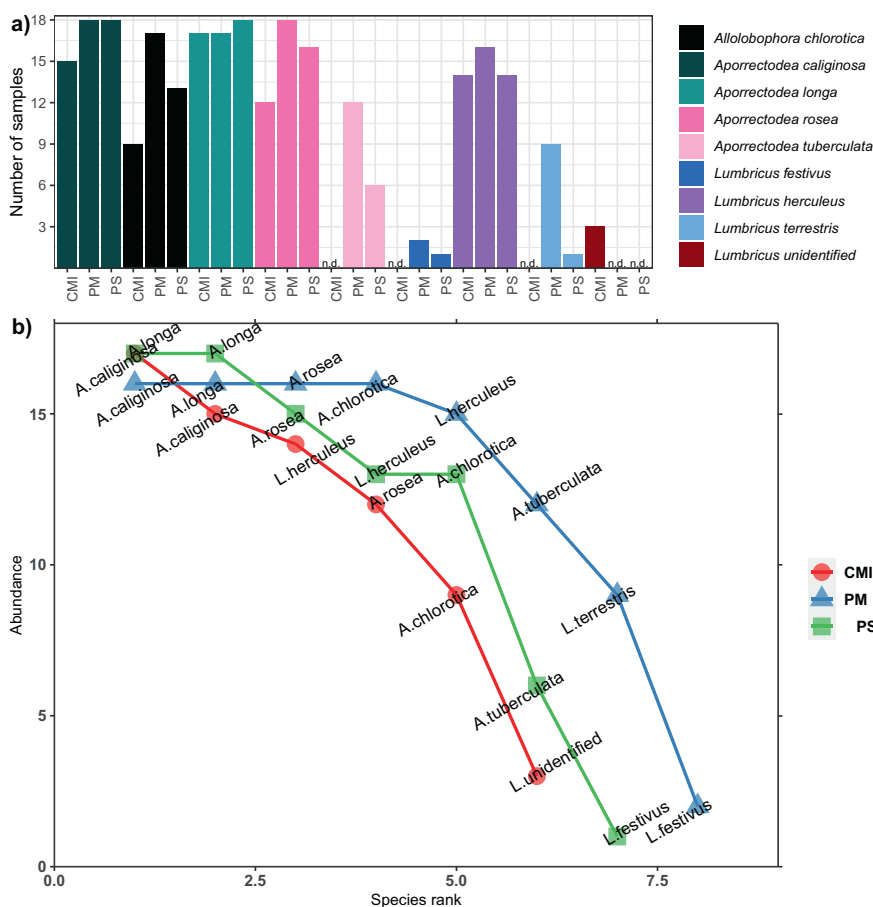 a)
Number of samples
18
15
12
9
6
3
n.d.
n.d.
n.d.
n.d. n.d.
CMI PM PS CMI PM PS CMI PM PS CMI PM PS CMI PM PS CMI PM PS CMI PM PS CMI PM PS CMI PM PS
Allolobophora chlorotica
Aporrectodea caliginosa
Aporrectodea longa
Aporrectodea rosea
Aporrectodea tuberculata
Lumbricus festivus
Lumbricus herculeus
Lumbricus terrestris
Lumbricus unidentified
b)
Abundance
15
10
5
0
A.longa
A.caliginosa
A.longa
A.caliginosa
A.longa
A.rosea
A.caliginosa
A.rosea
A.chlorotica
L.herculeus
L.herculeus
L.herculeus
A.chlorotica
A.rosea
A.tuberculata
A.chlorotica
L.terrestris
A.tuberculata
L.unidentified
L.festivus
L.festivus
0.0 2.5 5.0 7.5
Species rank
CMI
PM
PS